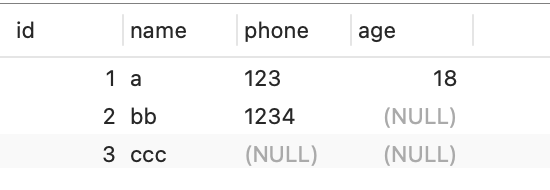 id name phone age
1 a 123 18
2 bb 1234 (NULL)
3 ccc (NULL) (NULL)